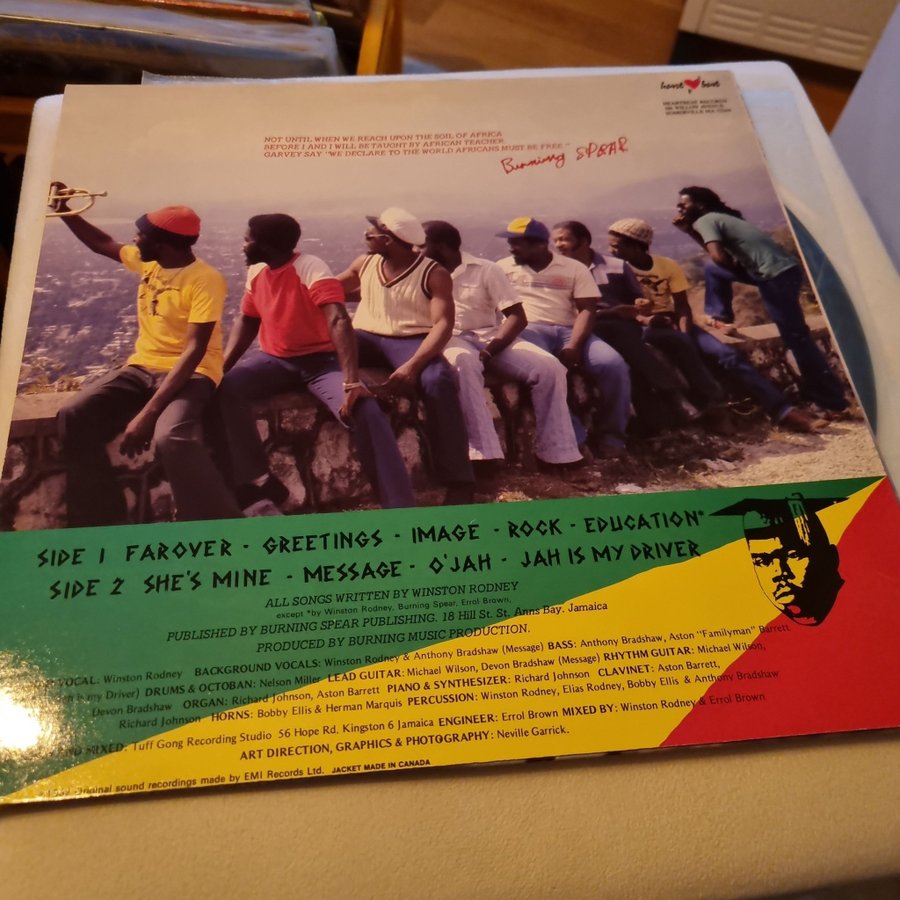 heart beat
HEARTBEAT RECORDS
NOT UNTIL WHEN WE REACH UPON THE SOIL OF AFRICA
BEFORE I AND I WILL BE TAUGHT BY AFRICAN TEACHER
GARVEY SAY "WE DECLARE TO THE WORLD AFRICANS MUST BE FREE."
Burning SPEAR
SIDE 1 FAROVER - GREETINGS - IMAGE - ROCK - EDUCATION*
SIDE 2 SHE'S MINE - MESSAGE - O'JAH - JAH IS MY DRIVER
ALL SONGS WRITTEN BY WINSTON RODNEY
except *by Winston Rodney, Burning Spear, Errol Brown,
PUBLISHED BY BURNING SPEAR PUBLISHING. 18 Hill St. St. Anns Bay. Jamaica
PRODUCED BY BURNING MUSIC PRODUCTION.
VOCAL: Winston Rodney BACKGROUND VOCALS: Winston Rodney & Anthony Bradshaw (Message) BASS: Anthony Bradshaw, Aston "Familyman" Barrett
is my Driver) DRUMS & OCTOBAN: Nelson Miller LEAD GUITAR: Michael Wilson, Devon Bradshaw (Message) RHYTHM GUITAR: Michael Wilson,
Devon Bradshaw ORGAN: Richard Johnson, Aston Barrett PIANO & SYNTHESIZER: Richard Johnson CLAVINET: Aston Barrett,
Richard Johnson HORNS: Bobby Ellis & Herman Marquis PERCUSSION: Winston Rodney, Elias Rodney, Bobby Ellis & Anthony Bradshaw
MIXED: Tuff Gong Recording Studio 56 Hope Rd. Kingston 6 Jamaica ENGINEER: Errol Brown MIXED BY: Winston Rodney & Errol Brown.
ART DIRECTION, GRAPHICS & PHOTOGRAPHY: Neville Garrick.
Original sound recordings made by EMI Records Ltd. JACKET MADE IN CANADA